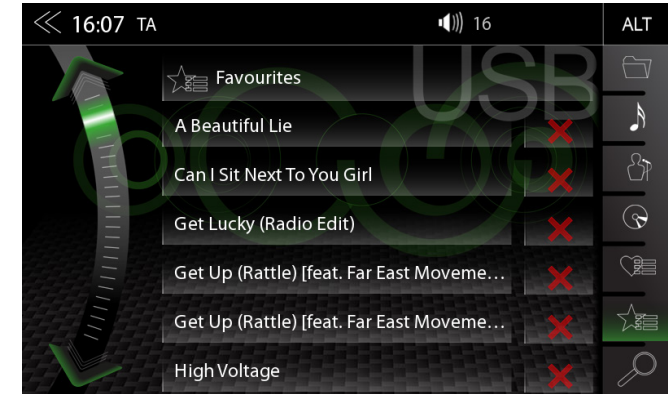 16:07 TA 16 ALT
USB
Favourites
A Beautiful Lie
Can I Sit Next To You Girl
Get Lucky (Radio Edit)
Get Up (Rattle) [feat. Far East Moveme...
Get Up (Rattle) [feat. Far East Moveme...
High Voltage